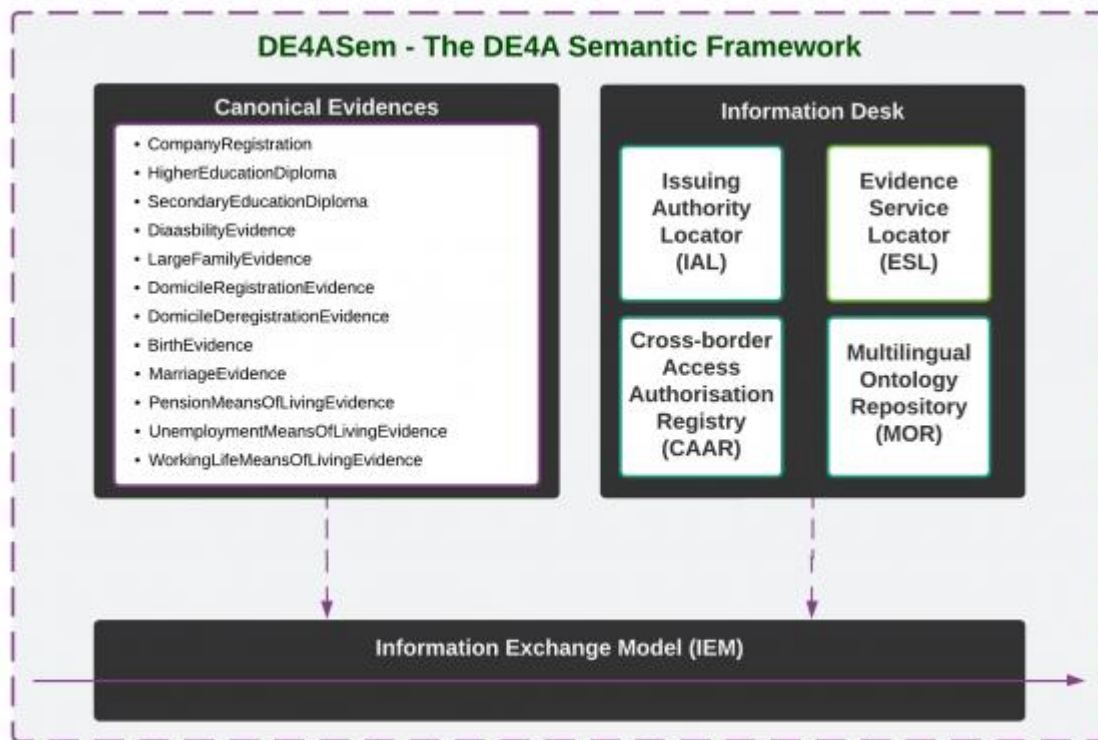 DE4ASem - The DE4A Semantic Framework
Canonical Evidences
• CompanyRegistration
• HigherEducationDiploma
• SecondaryEducationDiploma
• DiaasbilityEvidence
• LargeFamilyEvidence
• DomicileRegistrationEvidence
• DomicileDeregistrationEvidence
• BirthEvidence
• MarriageEvidence
• PensionMeansOfLivingEvidence
• UnemploymentMeansOfLivingEvidence
• WorkingLifeMeansOfLivingEvidence
Information Desk
Issuing
Authority
Locator
(IAL)
Evidence
Service
Locator
(ESL)
Cross-border
Access
Authorisation
Registry
(CAAR)
Multilingual
Ontology
Repository
(MOR)
Information Exchange Model (IEM)